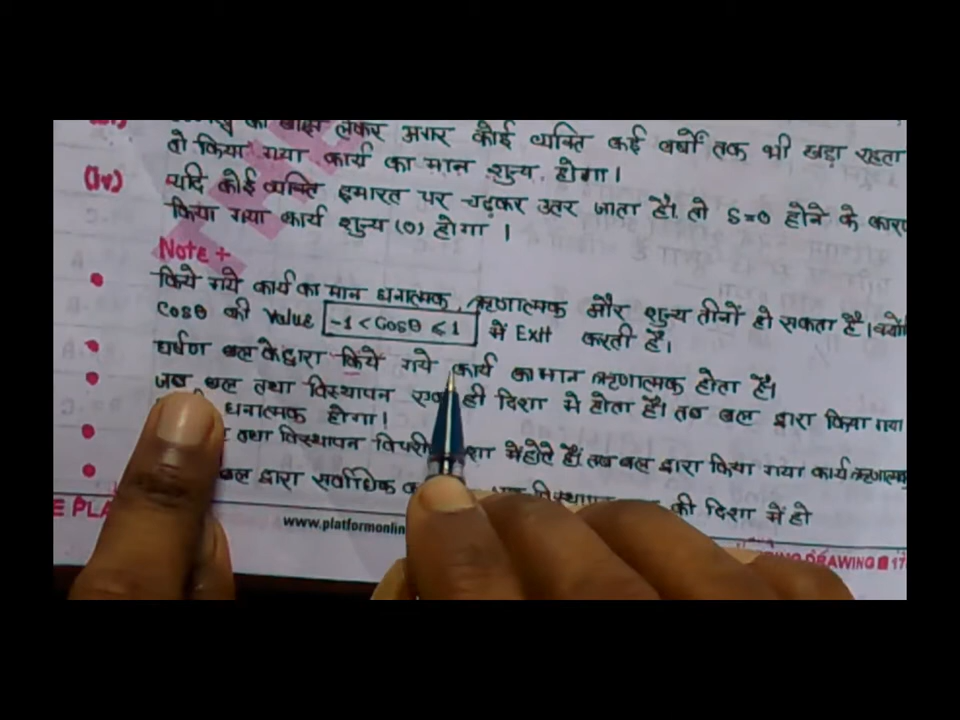 लेकर अगर कोई व्यक्ति कई वर्षों तक भी खड़ा रहता
तो किया गया कार्य का मान शुन्य होगा।
(iv) यदि कोई व्यक्ति इमारत पर चढ़कर उतर जाता है। तो S=0 होने के कारण
किया गया कार्य शुन्य (0) होगा ।
Note +
• किये गये कार्य का मान धनात्मक, ऋणात्मक और शुन्य तीनों हो सकता है।
Cosθ की Value -1 < Cosθ ≤ 1 में Exit करती है।
• घर्षण बल के द्वारा किये गये कार्य का मान ऋणात्मक होता है।
• जब बल तथा विस्थापन ही दिशा मे होता है। तब बल द्वारा किया गया
धनात्मक होगा।
• तथा विस्थापन में होते हैं। तब बल द्वारा किया गया कार्य ऋणात्मक
• बल द्वारा सर्वाधिक विस्थापन की दिशा में हो
www.platformonlin DRAWING 17